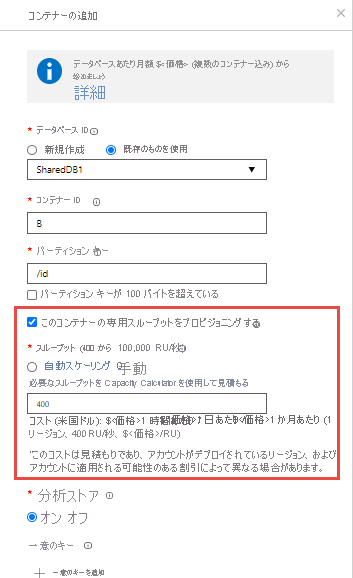 コンテナーの追加
データベースあたり月額 $<価格> (複数のコンテナー込み) から
詳細
* データベース ID
新規作成 既存のものを使用
SharedDB1
* コンテナー ID
B
* パーティション キー
/id
パーティション キーが 100 バイトを超えている
このコンテナーの専用スループットをプロビジョニングする
* スループット (400 から 100,000 RU/秒)
自動スケーリング 手動
必要なスループットを Capacity Calculator を使用して見積もる
400
コスト (米国ドル): $<価格>1 時間 1 日あたり <価格>1 か月あたり (1
リージョン、400 RU/秒、$<価格>/RU)
このコストは見積もりであり、アカウントがデプロイされているリージョン、および
アカウントに適用される可能性のある割引によって異なる場合があります。
* 分析ストア
オン オフ
一意のキー
+ 一意のキーを追加